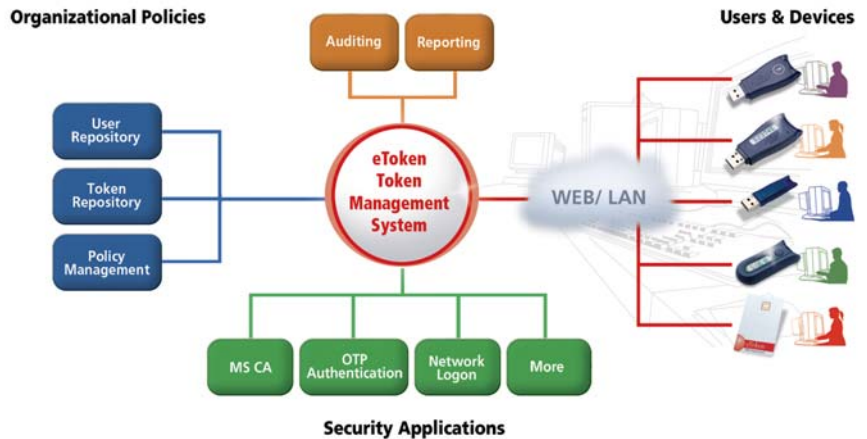 Organizational Policies
Users & Devices
Auditing
Reporting
User
Repository
Token
Repository
Policy
Management
eToken
Token
Management
System
WEB/ LAN
MS CA
OTP
Authentication
Network
Logon
More
Security Applications